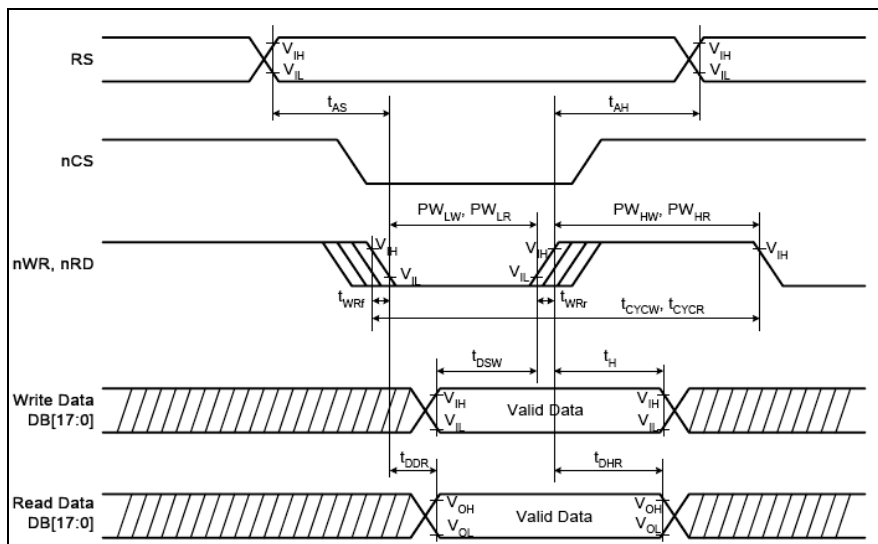 RS
V_IH
V_IL
V_IH
V_IL
t_AS
t_AH
nCS
PW_LW, PW_LR
PW_HW, PW_HR
nWR, nRD
V_IH
V_IL
V_IH
V_IL
V_IH
t_WRf
t_WRr
t_CYCW, t_CYCR
t_DSW
t_H
Write Data
DB[17:0]
V_IH
V_IL
Valid Data
V_IH
V_IL
t_DDR
t_DHR
Read Data
DB[17:0]
V_OH
V_OL
Valid Data
V_OH
V_OL